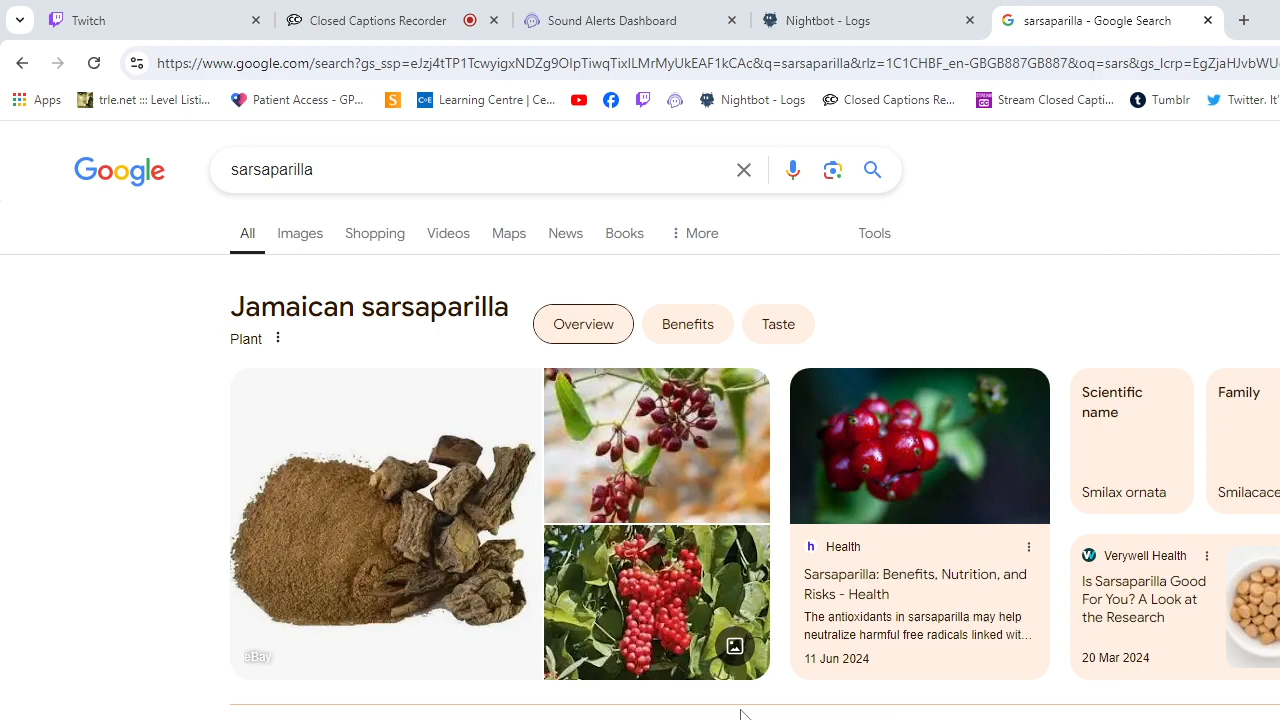 Twitch
Closed Captions Recorder
Sound Alerts Dashboard
Nightbot - Logs
sarsaparilla - Google Search
https://www.google.com/search?gs_ssp=eJzj4tTP1TcwyigxNDZg9OIpTiwqTixILMrMyUkEAF1kCAc&q=sarsaparilla&rlz=1C1CHBF_en-GBGB887GB887&oq=sars&gs_lcrp=EgZjaHJvbWU
Apps
trle.net ::: Level Listi...
Patient Access - GP...
S
Learning Centre | Ce...
Nightbot - Logs
Closed Captions Re...
Stream Closed Capti...
Tumblr
Twitter. It'
Google
sarsaparilla
All
Images
Shopping
Videos
Maps
News
Books
More
Tools
Jamaican sarsaparilla
Plant
Overview
Benefits
Taste
eBay
h Health
Sarsaparilla: Benefits, Nutrition, and
Risks - Health
The antioxidants in sarsaparilla may help
neutralize harmful free radicals linked wit...
11 Jun 2024
Scientific
name
Smilax ornata
Family
Smilacace
Verywell Health
Is Sarsaparilla Good
For You? A Look at
the Research
20 Mar 2024